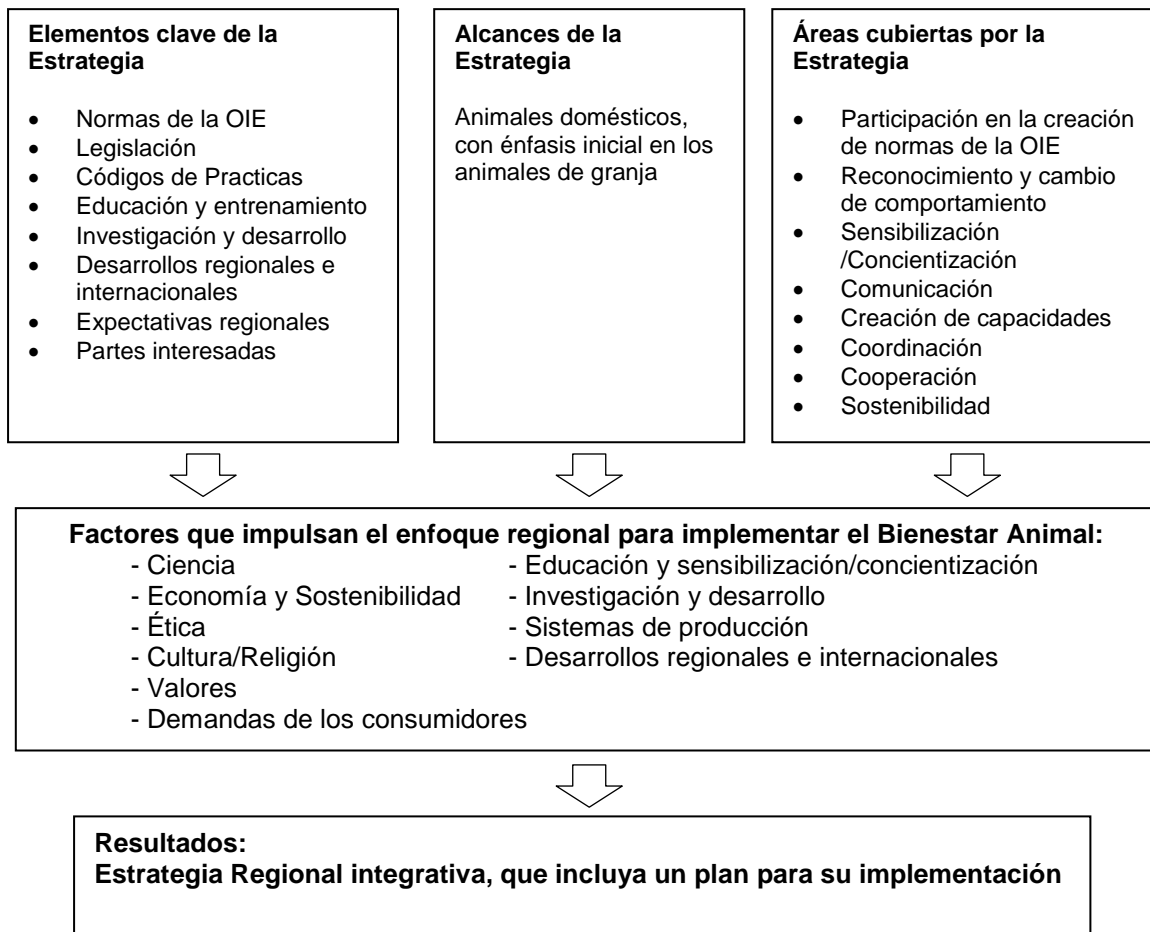 Elementos clave de la
Estrategia
• Normas de la OIE
• Legislación
• Códigos de Practicas
• Educación y entrenamiento
• Investigación y desarrollo
• Desarrollos regionales e
internacionales
• Expectativas regionales
• Partes interesadas
Alcances de la
Estrategia
Animales domésticos,
con énfasis inicial en los
animales de granja
Áreas cubiertas por la
Estrategia
• Participación en la creación
de normas de la OIE
• Reconocimiento y cambio
de comportamiento
• Sensibilización
/Concientización
• Comunicación
• Creación de capacidades
• Coordinación
• Cooperación
• Sostenibilidad
Factores que impulsan el enfoque regional para implementar el Bienestar Animal:
- Ciencia
- Economía y Sostenibilidad
- Ética
- Cultura/Religión
- Valores
- Demandas de los consumidores
- Educación y sensibilización/concientización
- Investigación y desarrollo
- Sistemas de producción
- Desarrollos regionales e internacionales
Resultados:
Estrategia Regional integrativa, que incluya un plan para su implementación